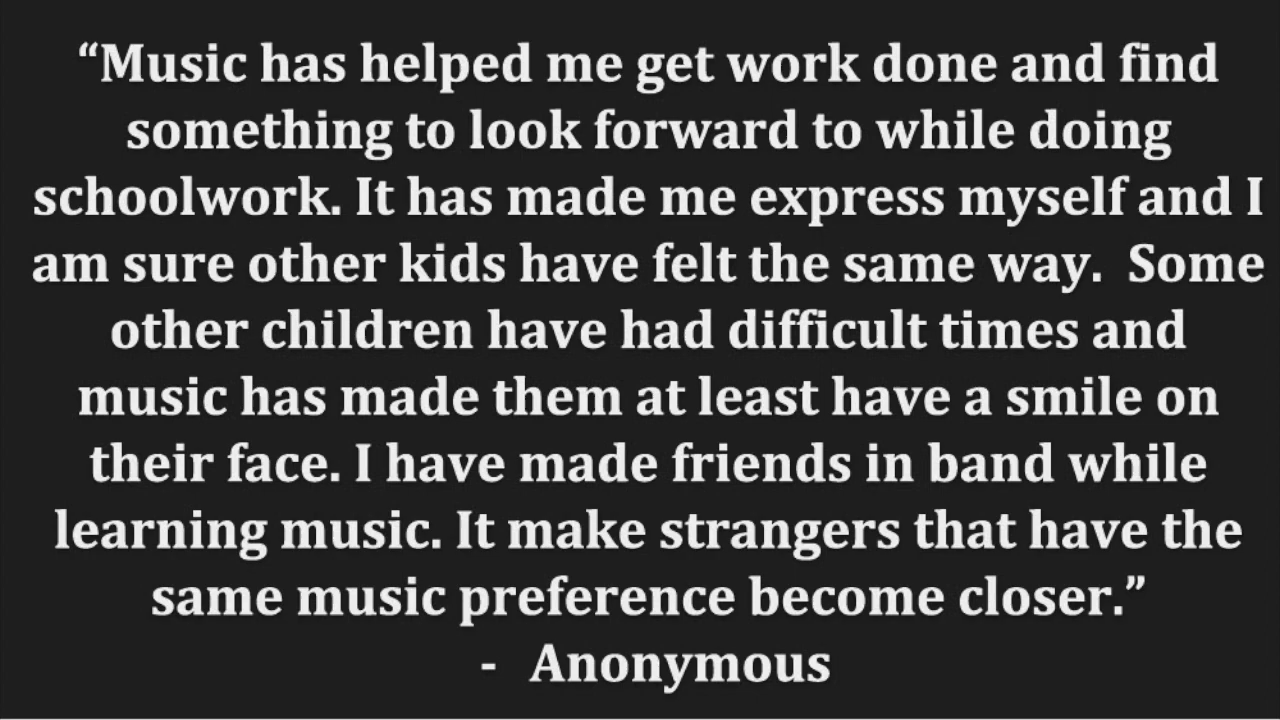 “Music has helped me get work done and find
something to look forward to while doing
schoolwork. It has made me express myself and I
am sure other kids have felt the same way.  Some
other children have had difficult times and
music has made them at least have a smile on
their face. I have made friends in band while
learning music. It make strangers that have the
same music preference become closer.”
-   Anonymous